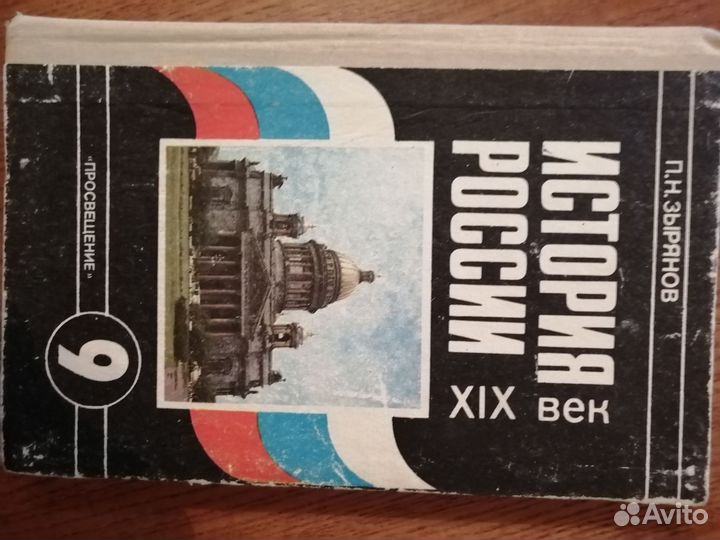 П.Н.ЗЫРЯНОВ
ИСТОРИЯ
РОССИИ
XIX век
9
"ПРОСВЕЩЕНИЕ"
Avito